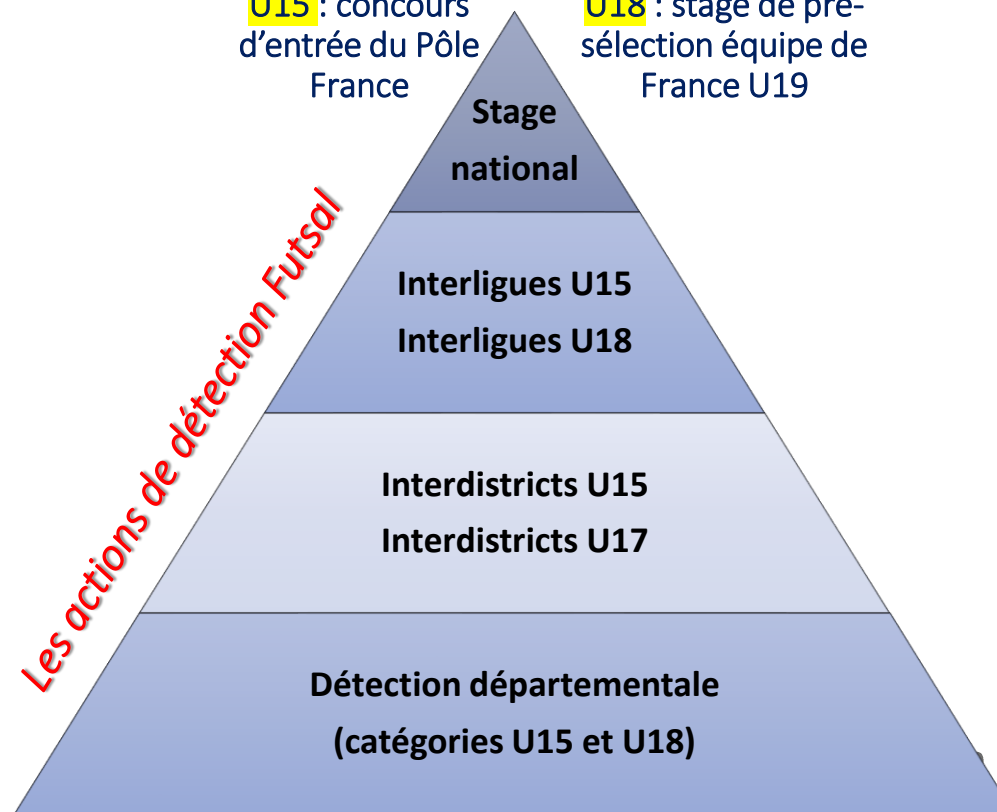 U15 : concours
d'entrée du Pôle
France
U18 : stage de pré-
sélection équipe de
France U19
Stage
national
Les actions de détection Futsal
Interligues U15
Interligues U18
Interdistricts U15
Interdistricts U17
Détection départementale
(catégories U15 et U18)